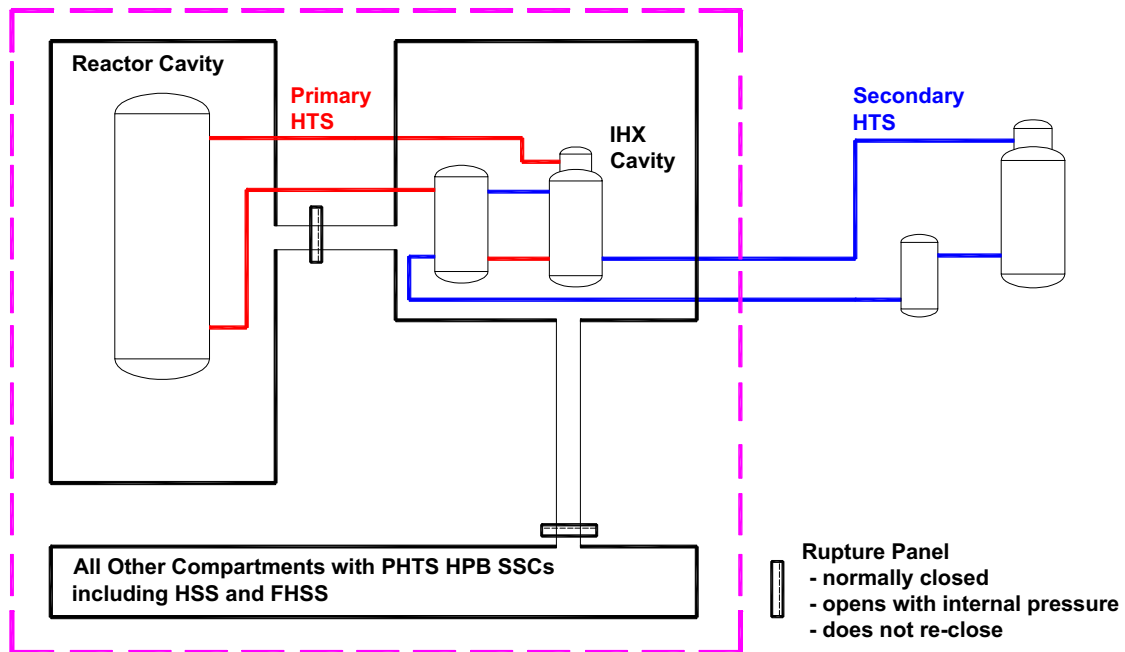 Reactor Cavity
Primary
HTS
IHX
Cavity
Secondary
HTS
All Other Compartments with PHTS HPB SSCs
including HSS and FHSS
Rupture Panel
- normally closed
- opens with internal pressure
- does not re-close